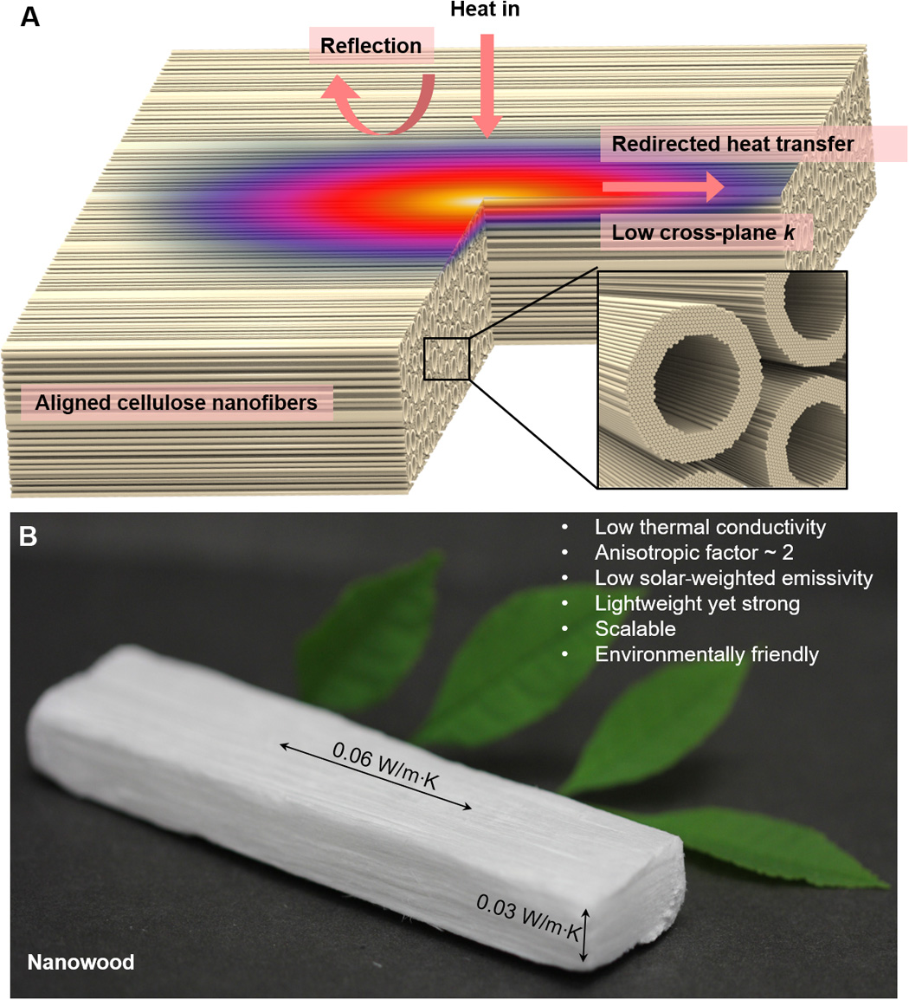 A
Heat in
Reflection
Redirected heat transfer
Low cross-plane k
Aligned cellulose nanofibers
B
• Low thermal conductivity
• Anisotropic factor ~ 2
• Low solar-weighted emissivity
• Lightweight yet strong
• Scalable
• Environmentally friendly
0.06 W/m·K
0.03 W/m·K
Nanowood